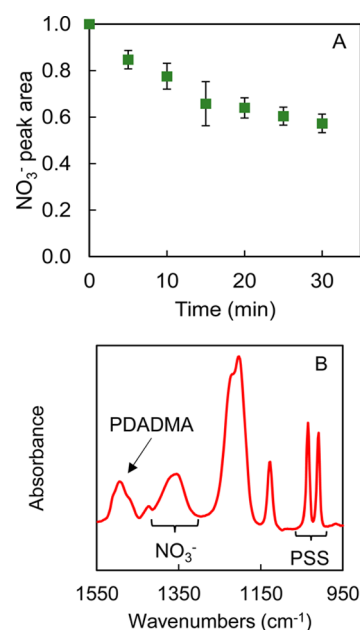 A
NO₃⁻ peak area
1.0
0.8
0.6
0.4
0.2
0.0
0 10 20 30
Time (min)
B
PDADMA
Absorbance
NO₃⁻
PSS
1550 1350 1150 950
Wavenumbers (cm⁻¹)